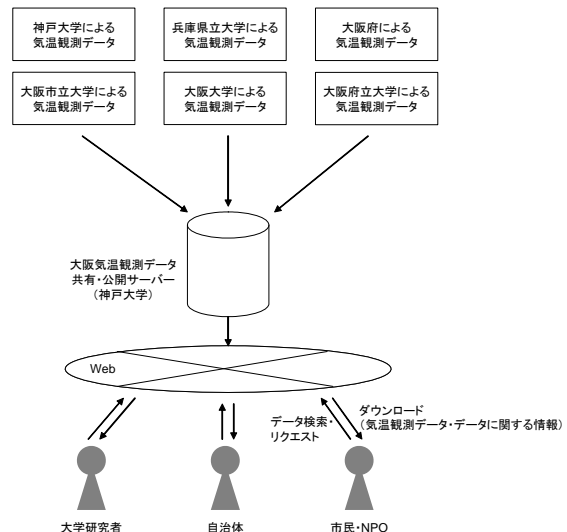 神戸大学による
気温観測データ
兵庫県立大学による
気温観測データ
大阪府による
気温観測データ
大阪市立大学による
気温観測データ
大阪大学による
気温観測データ
大阪府立大学による
気温観測データ
大阪気温観測データ
共有・公開サーバー
（神戸大学）
Web
データ検索・
リクエスト
ダウンロード
（気温観測データ・データに関する情報）
大学研究者
自治体
市民・NPO